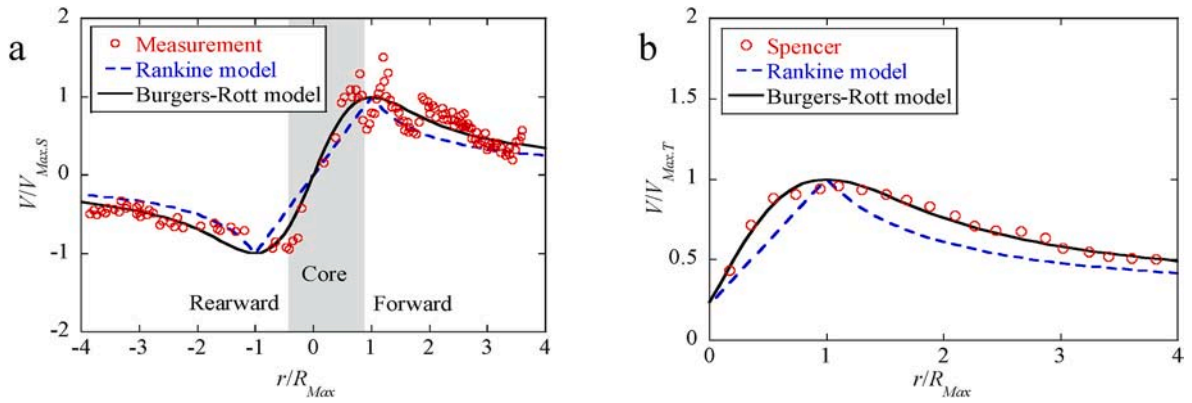 a
2
1
0
-1
-2
V/V_Max.S
Measurement
Rankine model
Burgers-Rott model
Core
Rearward
Forward
-4 -3 -2 -1 0 1 2 3 4
r/R_Max
b
2
1.5
1
0.5
0
V/V_Max.T
Spencer
Rankine model
Burgers-Rott model
0 1 2 3 4
r/R_Max